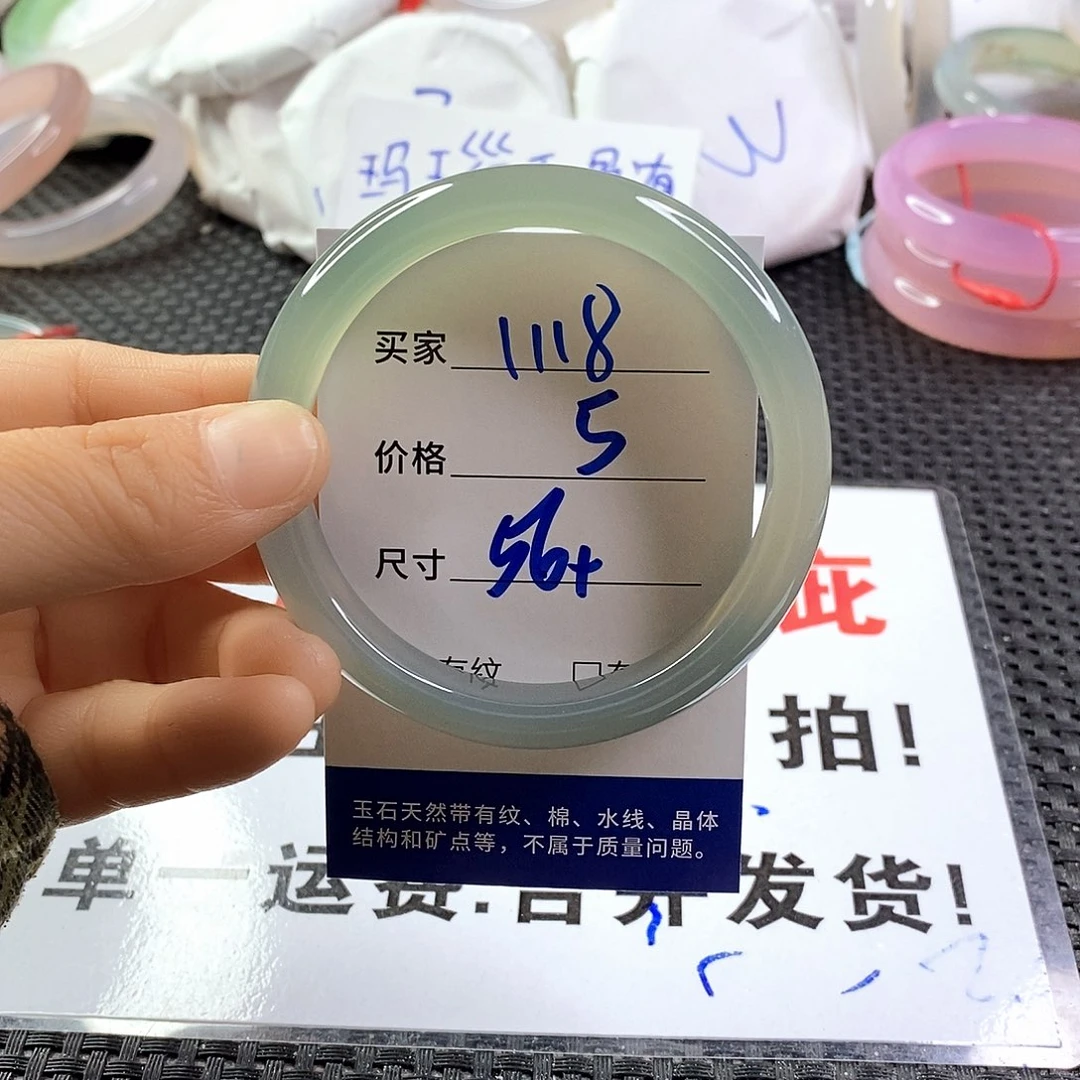 玛瑙
买家 1118
价格 5
尺寸 56+
有纹
玉石天然带有纹、棉、水线、晶体
结构和矿点等，不属于质量问题。
疵
拍!
单一运费.合并发货!